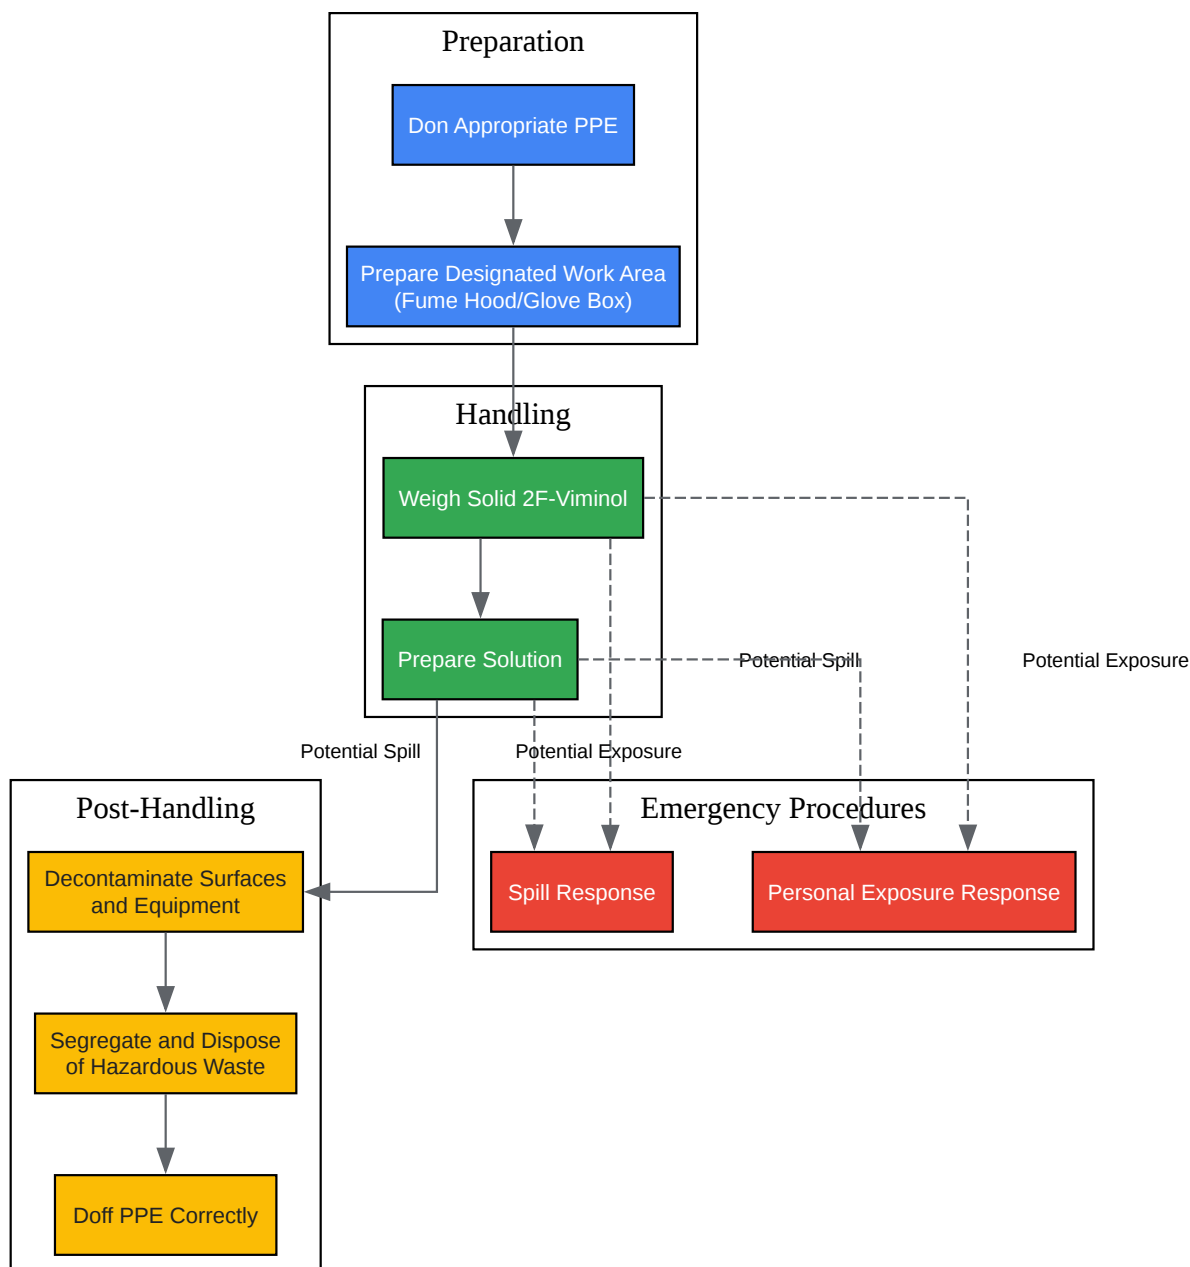 Preparation
Don Appropriate PPE
Prepare Designated Work Area
(Fume Hood/Glove Box)
Handling
Weigh Solid 2F-Viminol
Prepare Solution
Potential Spill
Potential Exposure
Potential Spill
Potential Exposure
Post-Handling
Decontaminate Surfaces
and Equipment
Segregate and Dispose
of Hazardous Waste
Doff PPE Correctly
Emergency Procedures
Spill Response
Personal Exposure Response